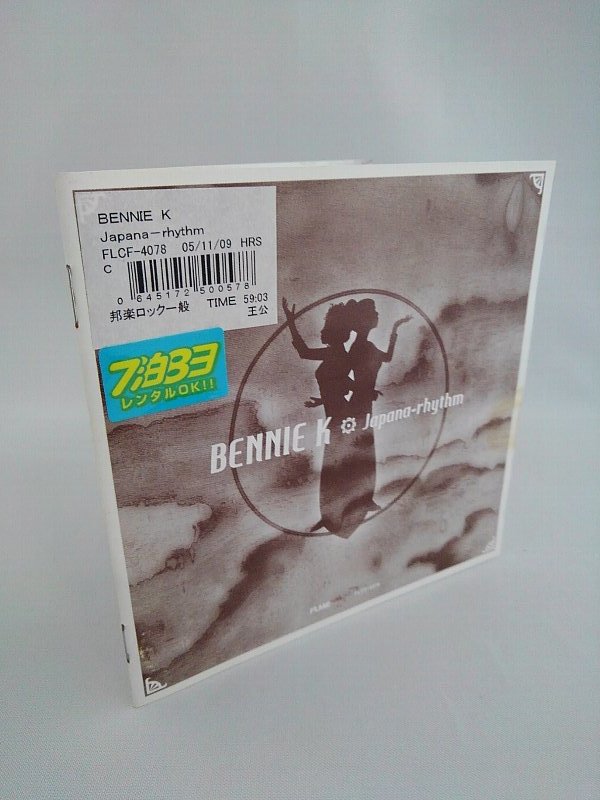 BENNIE K
Japana-rhythm
FLCF-4078 05/11/09 HRS
C
0 645172 500578
邦楽ロック一般 TIME 59:03
王公
7泊8日
レンタルOK!!
BENNIE K Japana-rhythm